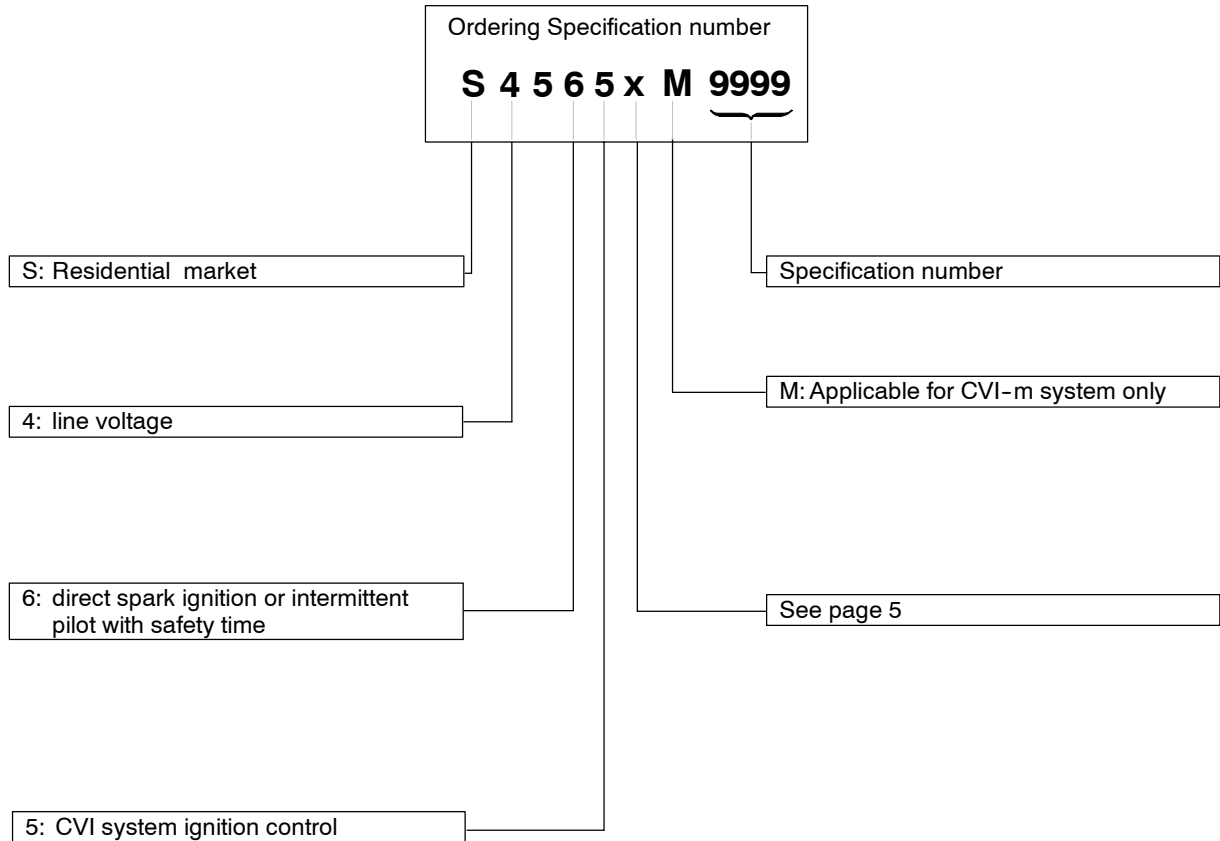 Ordering Specification number
S 4 5 6 5 x M 9999
S: Residential market
Specification number
M: Applicable for CVI-m system only
4: line voltage
6: direct spark ignition or intermittent
pilot with safety time
See page 5
5: CVI system ignition control